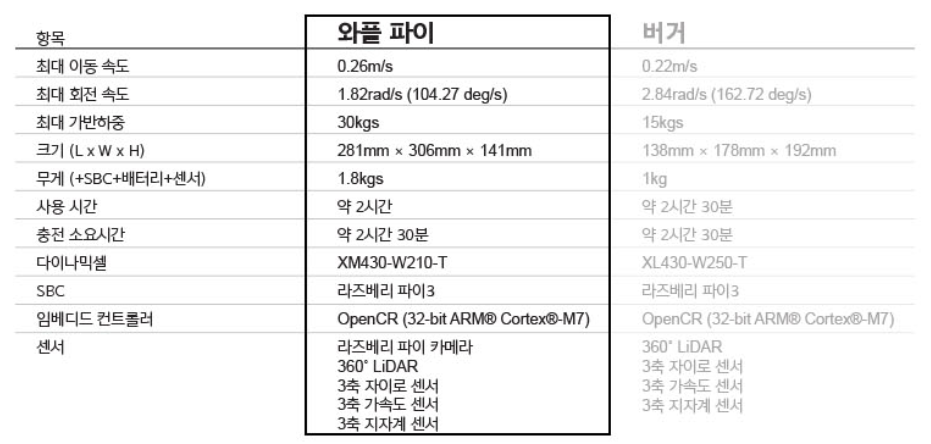 항목 와플 파이 버거
최대 이동 속도 0.26m/s 0.22m/s
최대 회전 속도 1.82rad/s (104.27 deg/s) 2.84rad/s (162.72 deg/s)
최대 가반하중 30kgs 15kgs
크기 (L x W x H) 281mm × 306mm × 141mm 138mm × 178mm × 192mm
무게 (+SBC+배터리+센서) 1.8kgs 1kg
사용 시간 약 2시간 약 2시간 30분
충전 소요시간 약 2시간 30분 약 2시간 30분
다이나믹셀 XM430-W210-T XL430-W250-T
SBC 라즈베리 파이3 라즈베리 파이3
임베디드 컨트롤러 OpenCR (32-bit ARM® Cortex®-M7) OpenCR (32-bit ARM® Cortex®-M7)
센서 라즈베리 파이 카메라 360˚ LiDAR
360˚ LiDAR 3축 자이로 센서
3축 자이로 센서 3축 가속도 센서
3축 가속도 센서 3축 지자계 센서
3축 지자계 센서